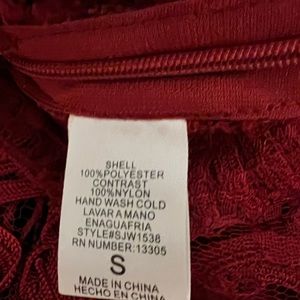 SHELL
100%POLYESTER
CONTRAST
100%NYLON
HAND WASH COLD
LAVAR A MANO
ENAGUAFRIA
STYLE#SJW1538
RN NUMBER:13305
S
MADE IN CHINA
HECHO EN CHINA